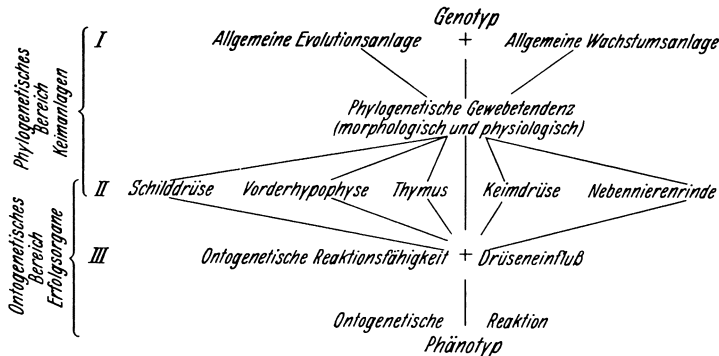 Genotyp
I Allgemeine Evolutionsanlage + Allgemeine Wachstumsanlage
Phylogenetisches
Bereich
Keimanlagen
Phylogenetische Gewebetendenz
(morphologisch und physiologisch)
II Schilddrüse Vorderhypophyse Thymus Keimdrüse Nebennierenrinde
Ontogenetisches
Bereich
Erfolgsorgane
III Ontogenetische Reaktionsfähigkeit + Drüseneinfluß
Ontogenetische Reaktion
Phänotyp